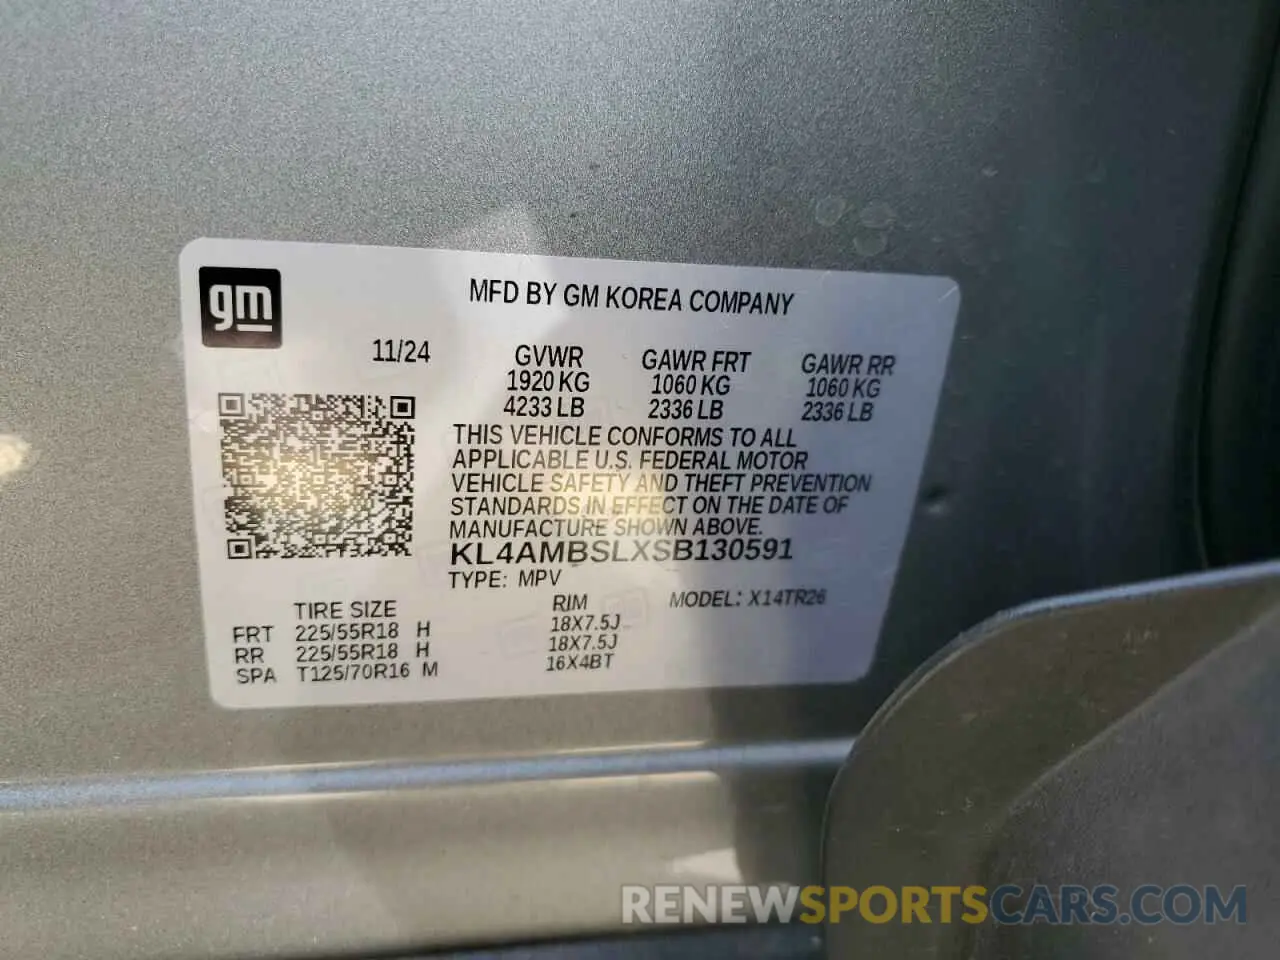 gm
MFD BY GM KOREA COMPANY
11/24
GVWR GAWR FRT GAWR RR
1920 KG 1060 KG 1060 KG
4233 LB 2336 LB 2336 LB
THIS VEHICLE CONFORMS TO ALL
APPLICABLE U.S. FEDERAL MOTOR
VEHICLE SAFETY AND THEFT PREVENTION
STANDARDS IN EFFECT ON THE DATE OF
MANUFACTURE SHOWN ABOVE.
KL4AMBSLXSB130591
TYPE: MPV
TIRE SIZE RIM MODEL: X14TR26
FRT 225/55R18 H 18X7.5J
RR 225/55R18 H 18X7.5J
SPA T125/70R16 M 16X4BT
RENEWSPORTSCARS.COM